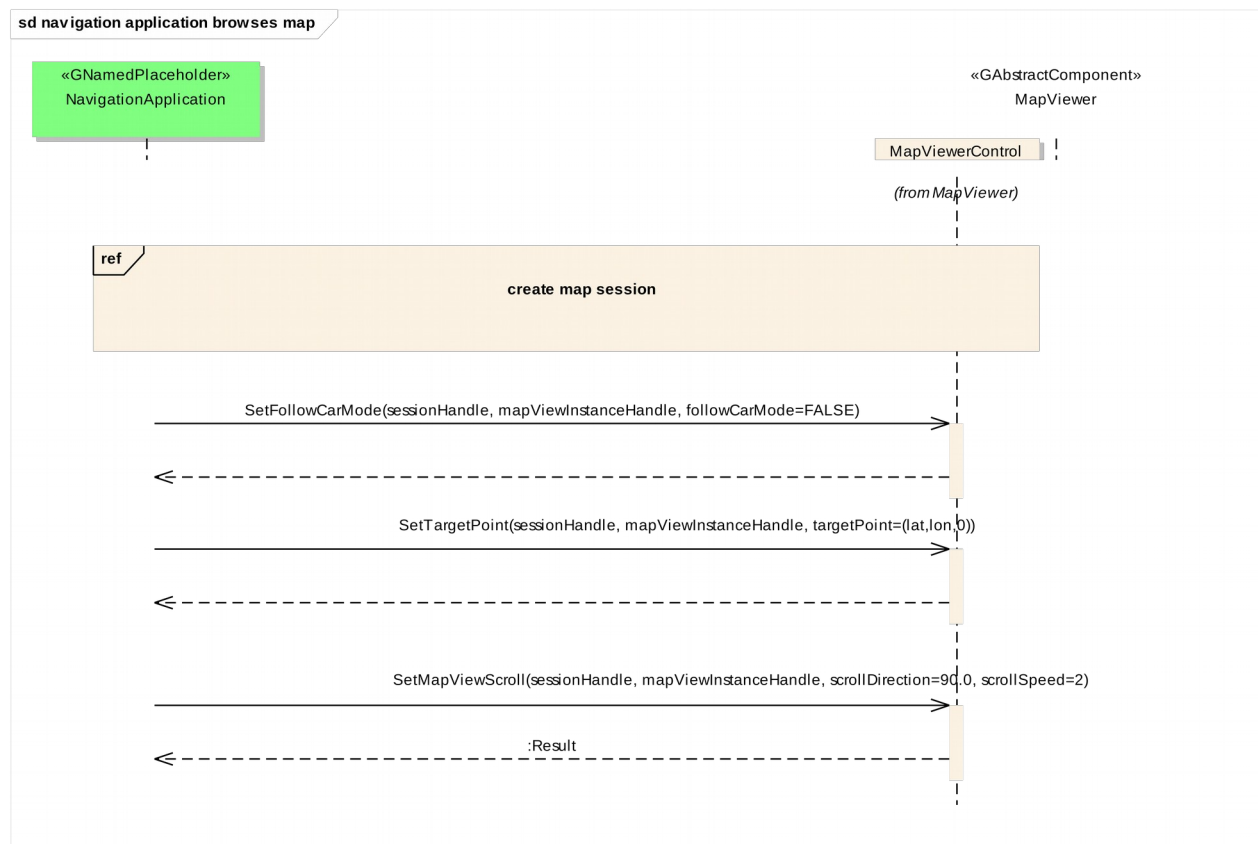 sd navigation application browses map
«GNamedPlaceholder»
NavigationApplication
«GAbstractComponent»
MapViewer
MapViewerControl
(from MapViewer)
ref
create map session
SetFollowCarMode(sessionHandle, mapViewInstanceHandle, followCarMode=FALSE)
SetTargetPoint(sessionHandle, mapViewInstanceHandle, targetPoint=(lat,lon,0))
SetMapViewScroll(sessionHandle, mapViewInstanceHandle, scrollDirection=90.0, scrollSpeed=2)
:Result